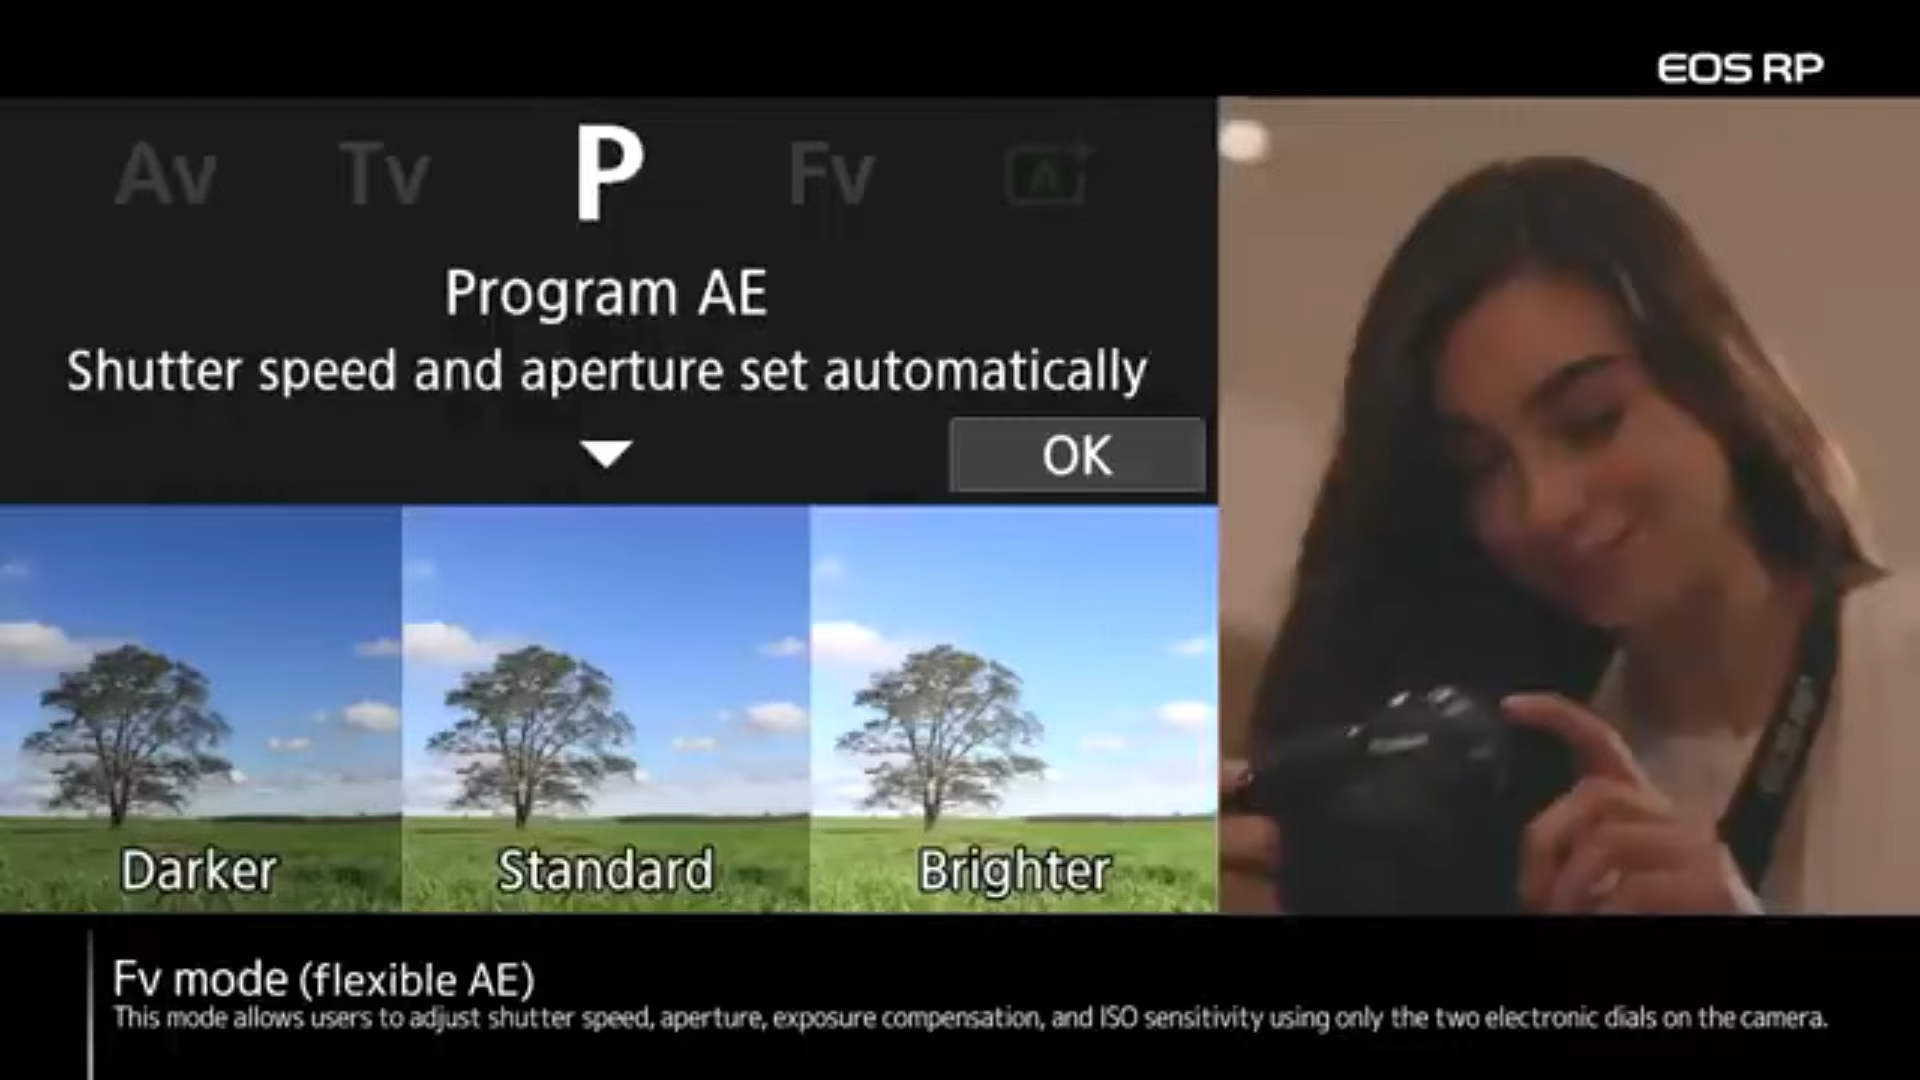 EOS RP
Av Tv P Fv A+
Program AE
Shutter speed and aperture set automatically
OK
Darker Standard Brighter
Canon
Fv mode (flexible AE)
This mode allows users to adjust shutter speed, aperture, exposure compensation, and ISO sensitivity using only the two electronic dials on the camera.